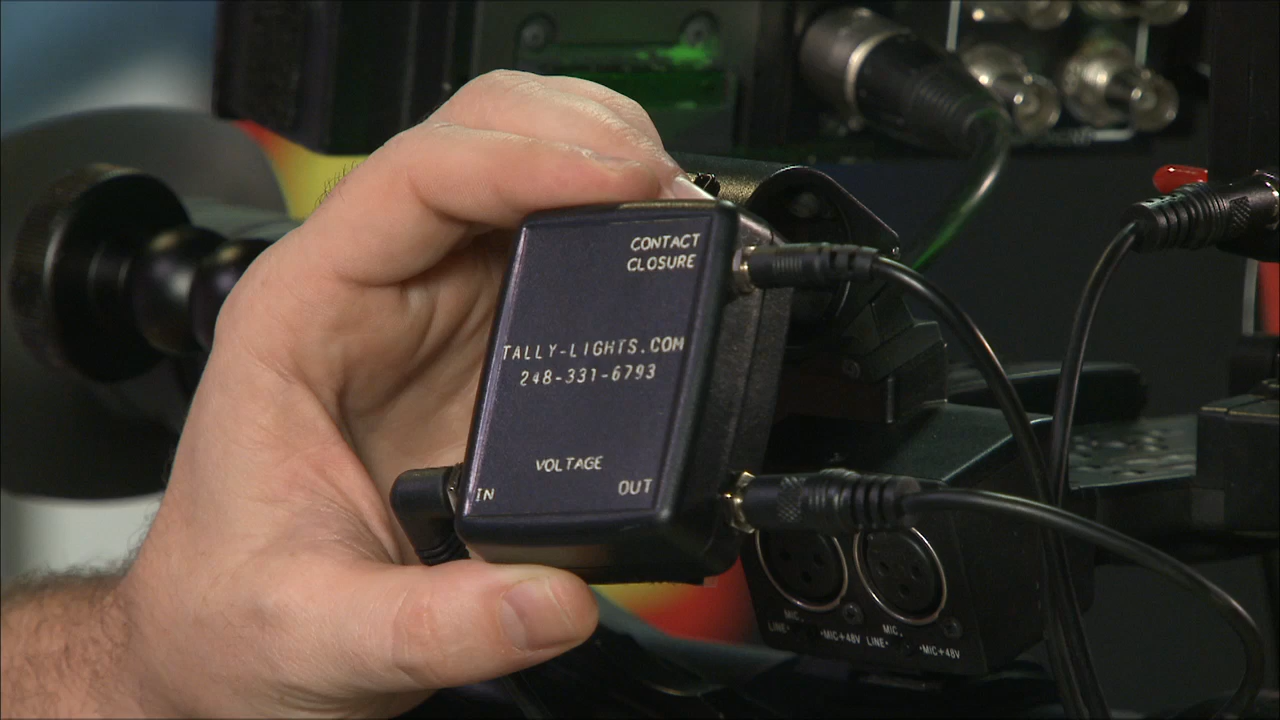 CONTACT
CLOSURE
TALLY-LIGHTS.COM
248-331-6793
VOLTAGE
IN
OUT
MIC
LINE
MIC+48V
MIC
LINE
MIC+48V